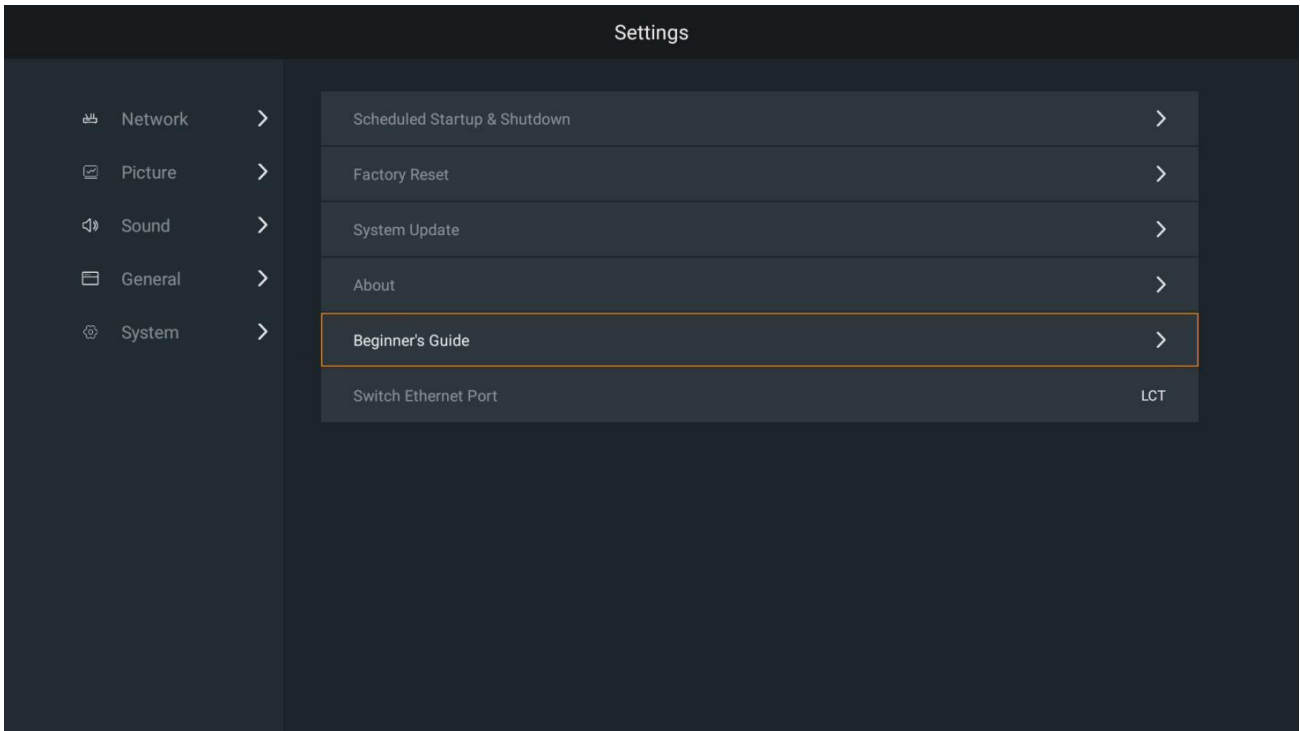 Settings
Network
Picture
Sound
General
System
Scheduled Startup & Shutdown
Factory Reset
System Update
About
Beginner's Guide
Switch Ethernet Port LCT